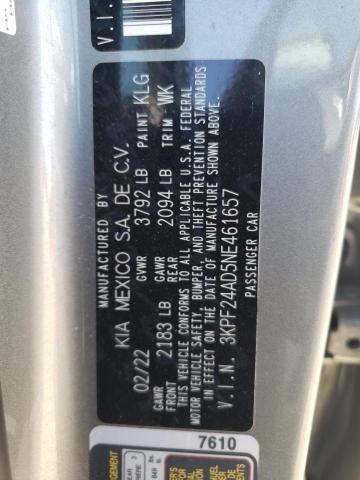 V.I.
MANUFACTURED BY
KIA MEXICO S.A. DE C.V.
02/22 GVWR 3792 LB PAINT KLG
GAWR FRONT 2183 LB GAWR REAR 2094 LB TRIM WK
THIS VEHICLE CONFORMS TO ALL APPLICABLE U.S.A. FEDERAL
MOTOR VEHICLE SAFETY, BUMPER, AND THEFT PREVENTION STANDARDS
IN EFFECT ON THE DATE OF MANUFACTURE SHOWN ABOVE.
V.I.N. 3KPF24AD5NE461657
PASSENGER CAR
7610